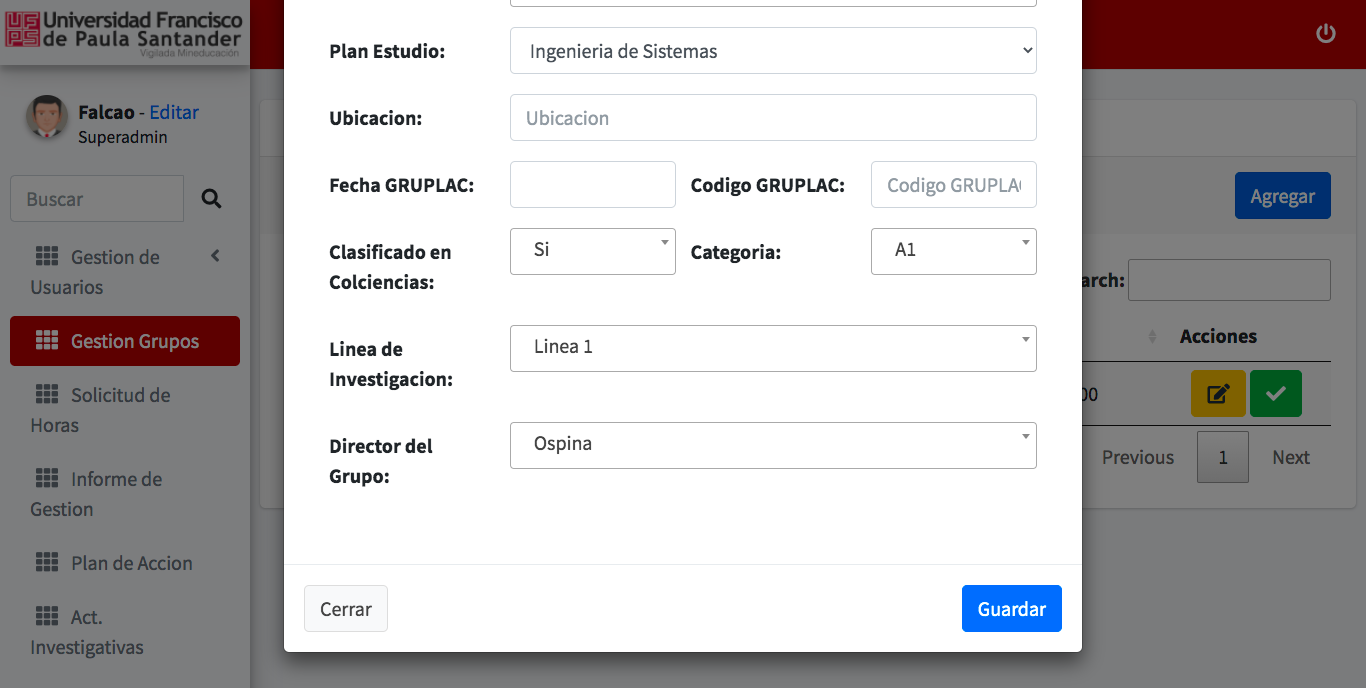 Universidad Francisco
de Paula Santander
Vigilada Mineducación
Falcao - Editar
Superadmin
Buscar
Gestion de
Usuarios
Gestion Grupos
Solicitud de
Horas
Informe de
Gestion
Plan de Accion
Act.
Investigativas
Plan Estudio:
Ingenieria de Sistemas
Ubicacion:
Ubicacion
Fecha GRUPLAC:
Codigo GRUPLAC:
Codigo GRUPLAC
Clasificado en
Colciencias:
Si
Categoria:
A1
Linea de
Investigacion:
Linea 1
Director del
Grupo:
Ospina
Cerrar
Guardar
Agregar
arch:
Acciones
00
Previous
1
Next